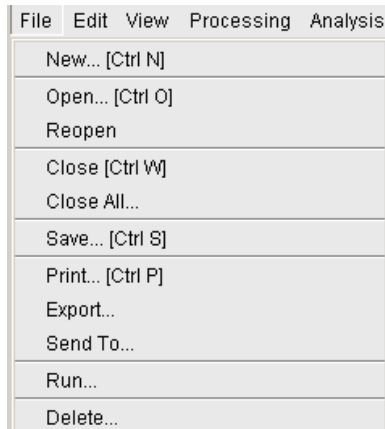 File Edit View Processing Analysis
New... [Ctrl N]
Open... [Ctrl O]
Reopen
Close [Ctrl W]
Close All...
Save... [Ctrl S]
Print... [Ctrl P]
Export...
Send To...
Run...
Delete...